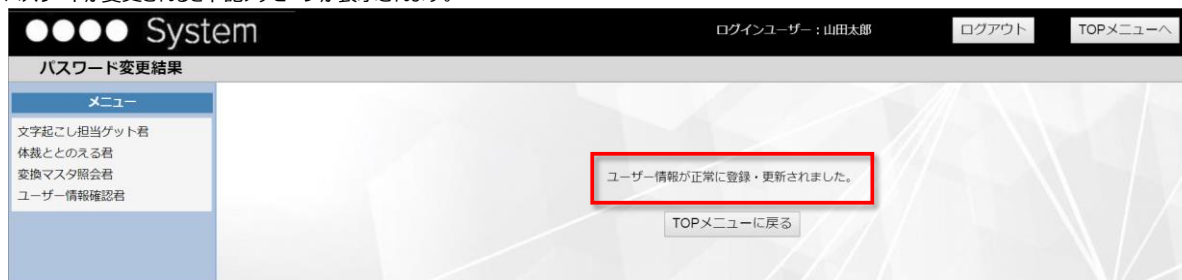 ●●●● System
ログインユーザー：山田太郎
ログアウト
TOPメニューへ
パスワード変更結果
メニュー
文字起こし担当ゲット君
体裁ととのえる君
変換マスタ照会君
ユーザー情報確認君
ユーザー情報が正常に登録・更新されました。
TOPメニューに戻る